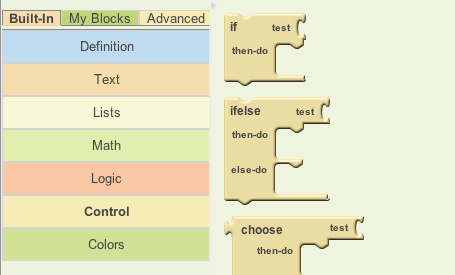 Built-In My Blocks Advanced
Definition
Text
Lists
Math
Logic
Control
Colors
if test
then-do
ifelse test
then-do
else-do
choose test
then-do